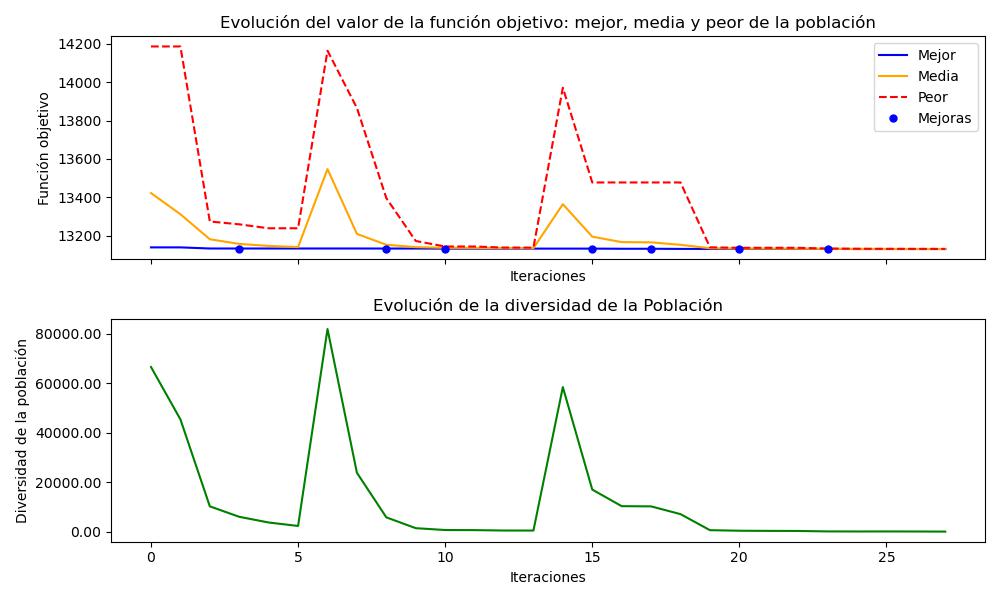 Evolución del valor de la función objetivo: mejor, media y peor de la población
14200
14000
13800
13600
13400
13200
Función objetivo
Mejor
Media
Peor
Mejoras
Iteraciones
Evolución de la diversidad de la Población
80000.00
60000.00
40000.00
20000.00
0.00
Diversidad de la población
0 5 10 15 20 25
Iteraciones